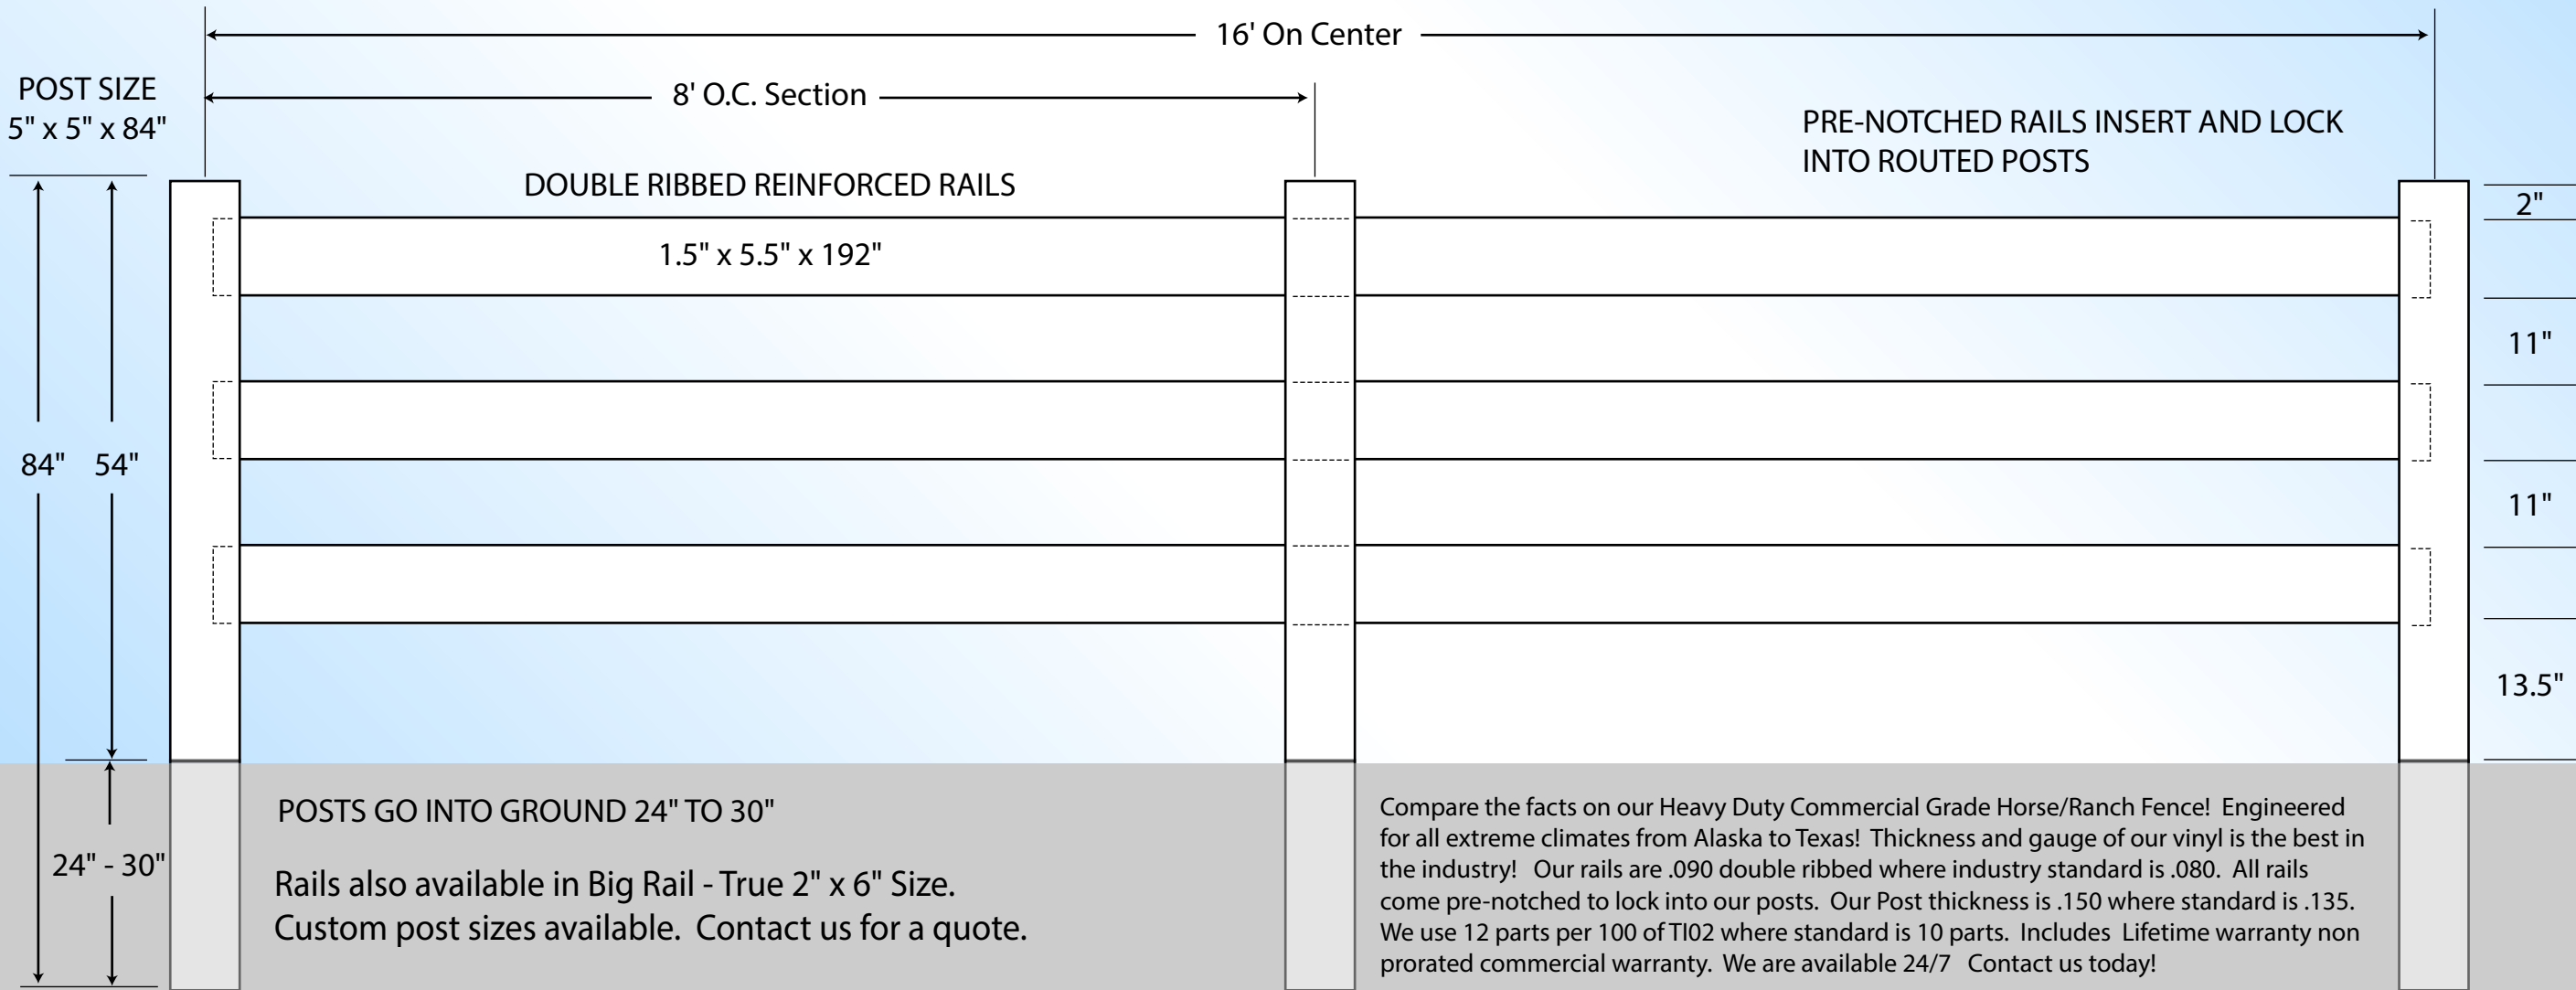 16' On Center
8' O.C. Section
POST SIZE
5" x 5" x 84"
PRE-NOTCHED RAILS INSERT AND LOCK
INTO ROUTED POSTS
DOUBLE RIBBED REINFORCED RAILS
1.5" x 5.5" x 192"
2"
11"
84"
54"
11"
13.5"
24" - 30"
POSTS GO INTO GROUND 24" TO 30"
Rails also available in Big Rail - True 2" x 6" Size.
Custom post sizes available. Contact us for a quote.
Compare the facts on our Heavy Duty Commercial Grade Horse/Ranch Fence! Engineered
for all extreme climates from Alaska to Texas! Thickness and gauge of our vinyl is the best in
the industry! Our rails are .090 double ribbed where industry standard is .080. All rails
come pre-notched to lock into our posts. Our Post thickness is .150 where standard is .135.
We use 12 parts per 100 of TI02 where standard is 10 parts. Includes Lifetime warranty non
prorated commercial warranty. We are available 24/7 Contact us today!